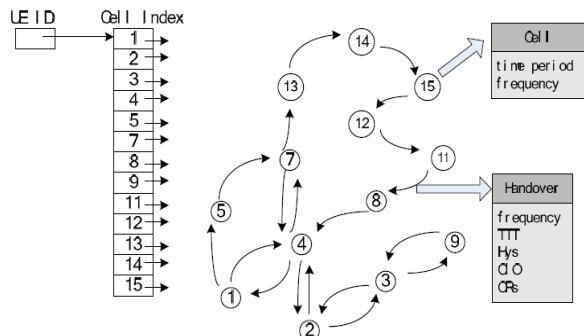 UE ID
Cell Index
1
2
3
4
5
7
8
9
11
12
13
14
15
14
13
15
12
11
7
8
5
4
9
3
1
2
Cell
time period
frequency
Handover
frequency
TTT
Hys
CIO
CPs